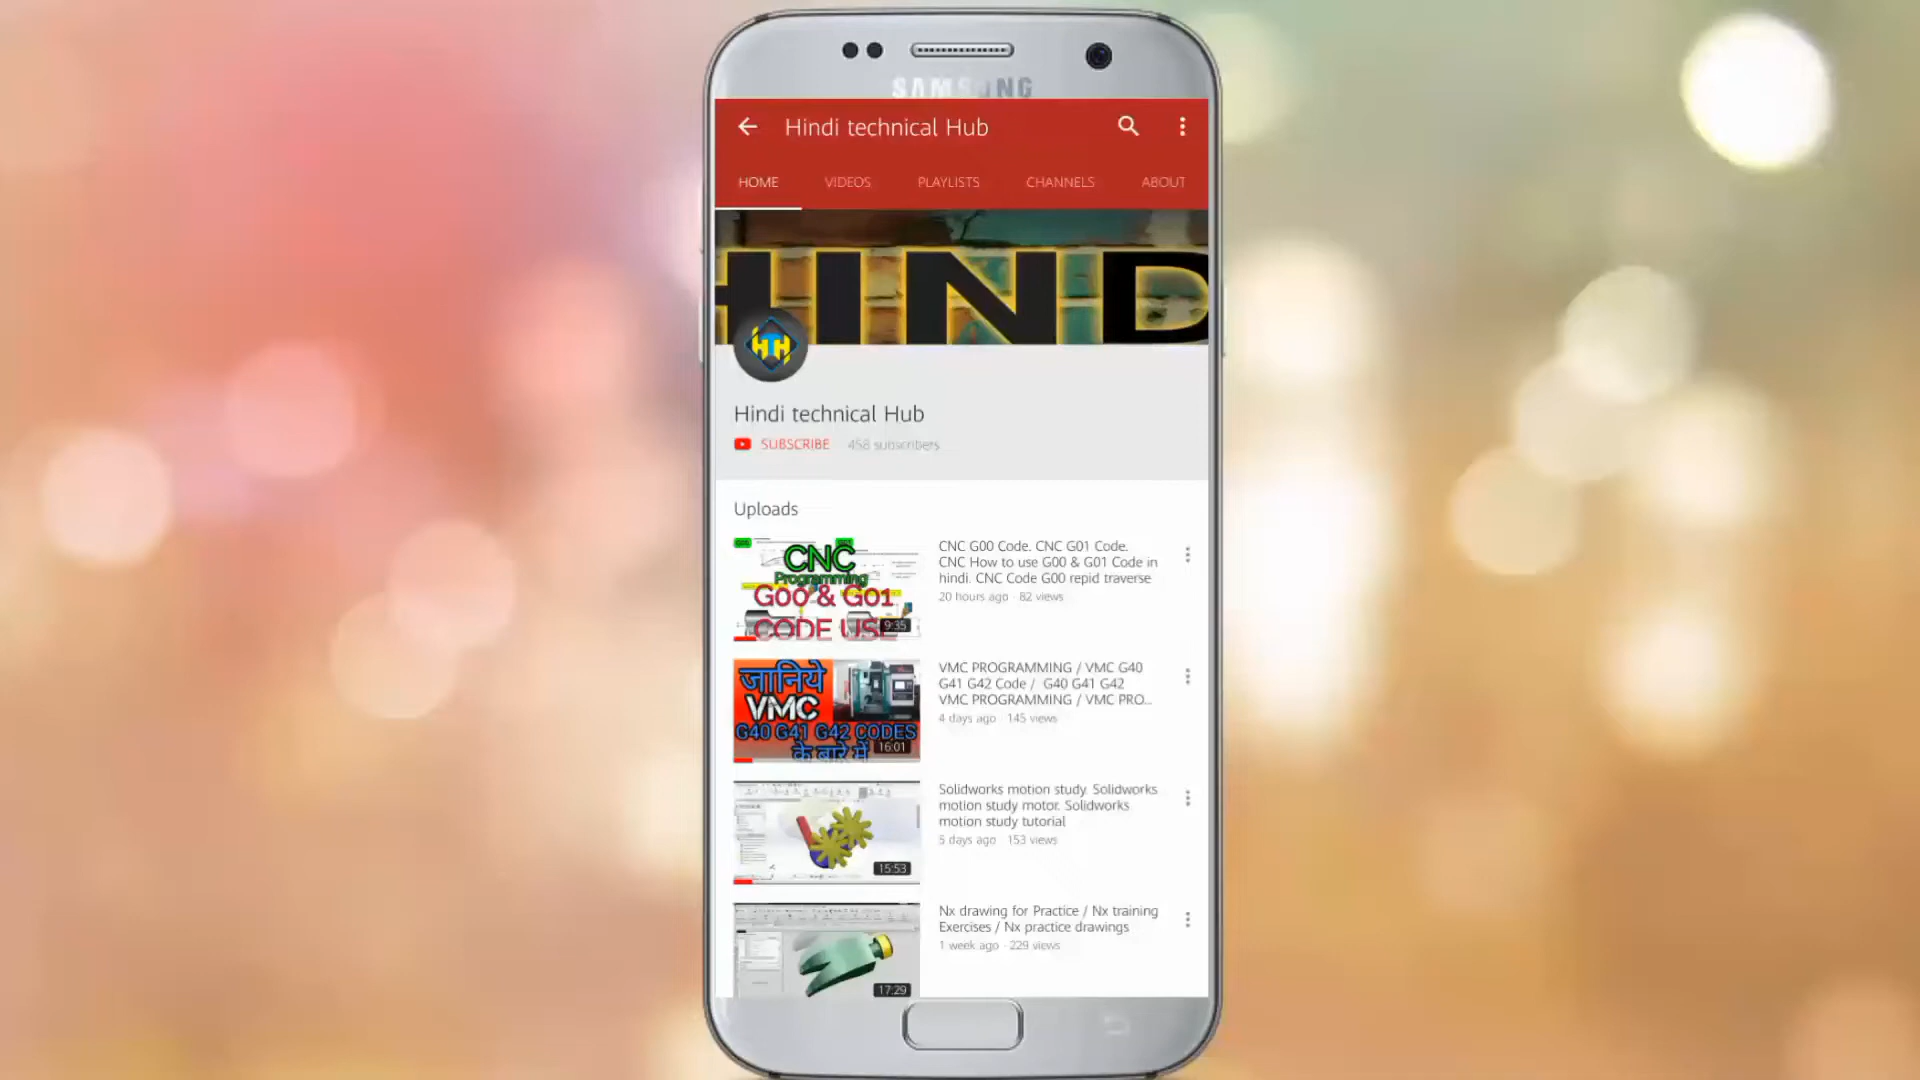 SAMSUNG
Hindi technical Hub
HOME VIDEOS PLAYLISTS CHANNELS ABOUT
HIND
HTH
Hindi technical Hub
SUBSCRIBE 458 subscribers
Uploads
CNC
Programming
G00 & G01
CODE USE
9:35
CNC G00 Code. CNC G01 Code.
CNC How to use G00 & G01 Code in
hindi. CNC Code G00 repid traverse
20 hours ago · 82 views
जानिये
VMC
G40 G41 G42 CODES
के बारे में
16:01
VMC PROGRAMMING / VMC G40
G41 G42 Code / G40 G41 G42
VMC PROGRAMMING / VMC PRO...
4 days ago · 145 views
15:53
Solidworks motion study. Solidworks
motion study motor. Solidworks
motion study tutorial
5 days ago · 153 views
17:29
Nx drawing for Practice / Nx training
Exercises / Nx practice drawings
1 week ago · 229 views